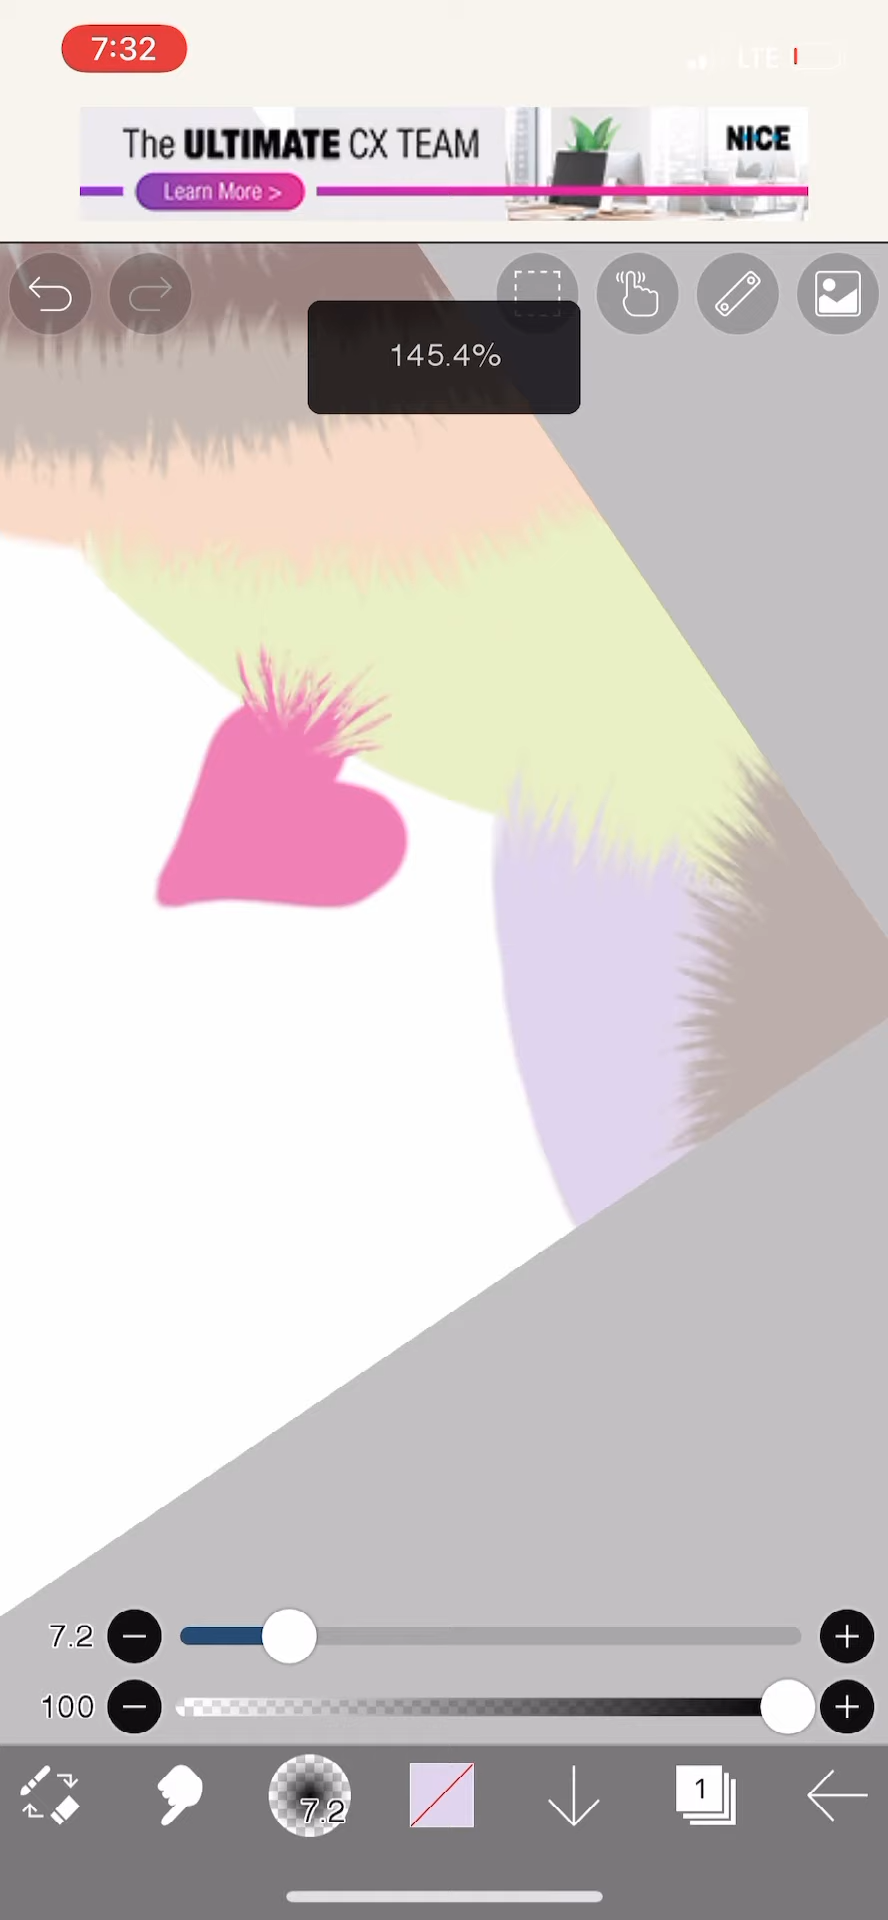 7:32
LTE
The ULTIMATE CX TEAM
NICE
Learn More >
145.4%
7.2
100
7.2
1